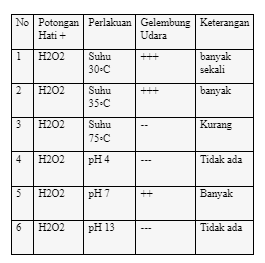 No Potongan Perlakuan Gelembung Keterangan
Hati + Udara
1 H2O2 Suhu +++ banyak
30°C sekali
2 H2O2 Suhu +++ banyak
35°C
3 H2O2 Suhu -- Kurang
75°C
4 H2O2 pH 4 --- Tidak ada
5 H2O2 pH 7 ++ Banyak
6 H2O2 pH 13 --- Tidak ada